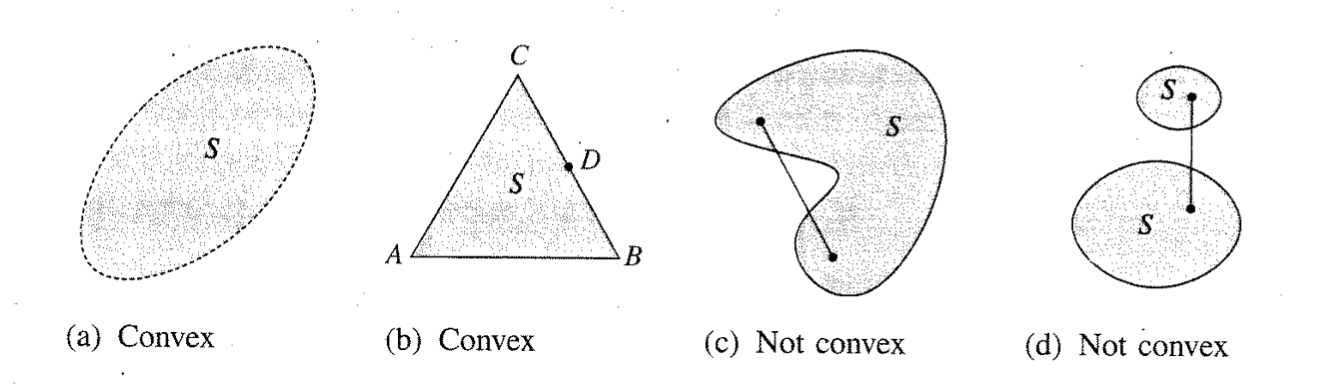 S
(a) Convex
C
D
S
A
B
(b) Convex
S
(c) Not convex
S
S
(d) Not convex